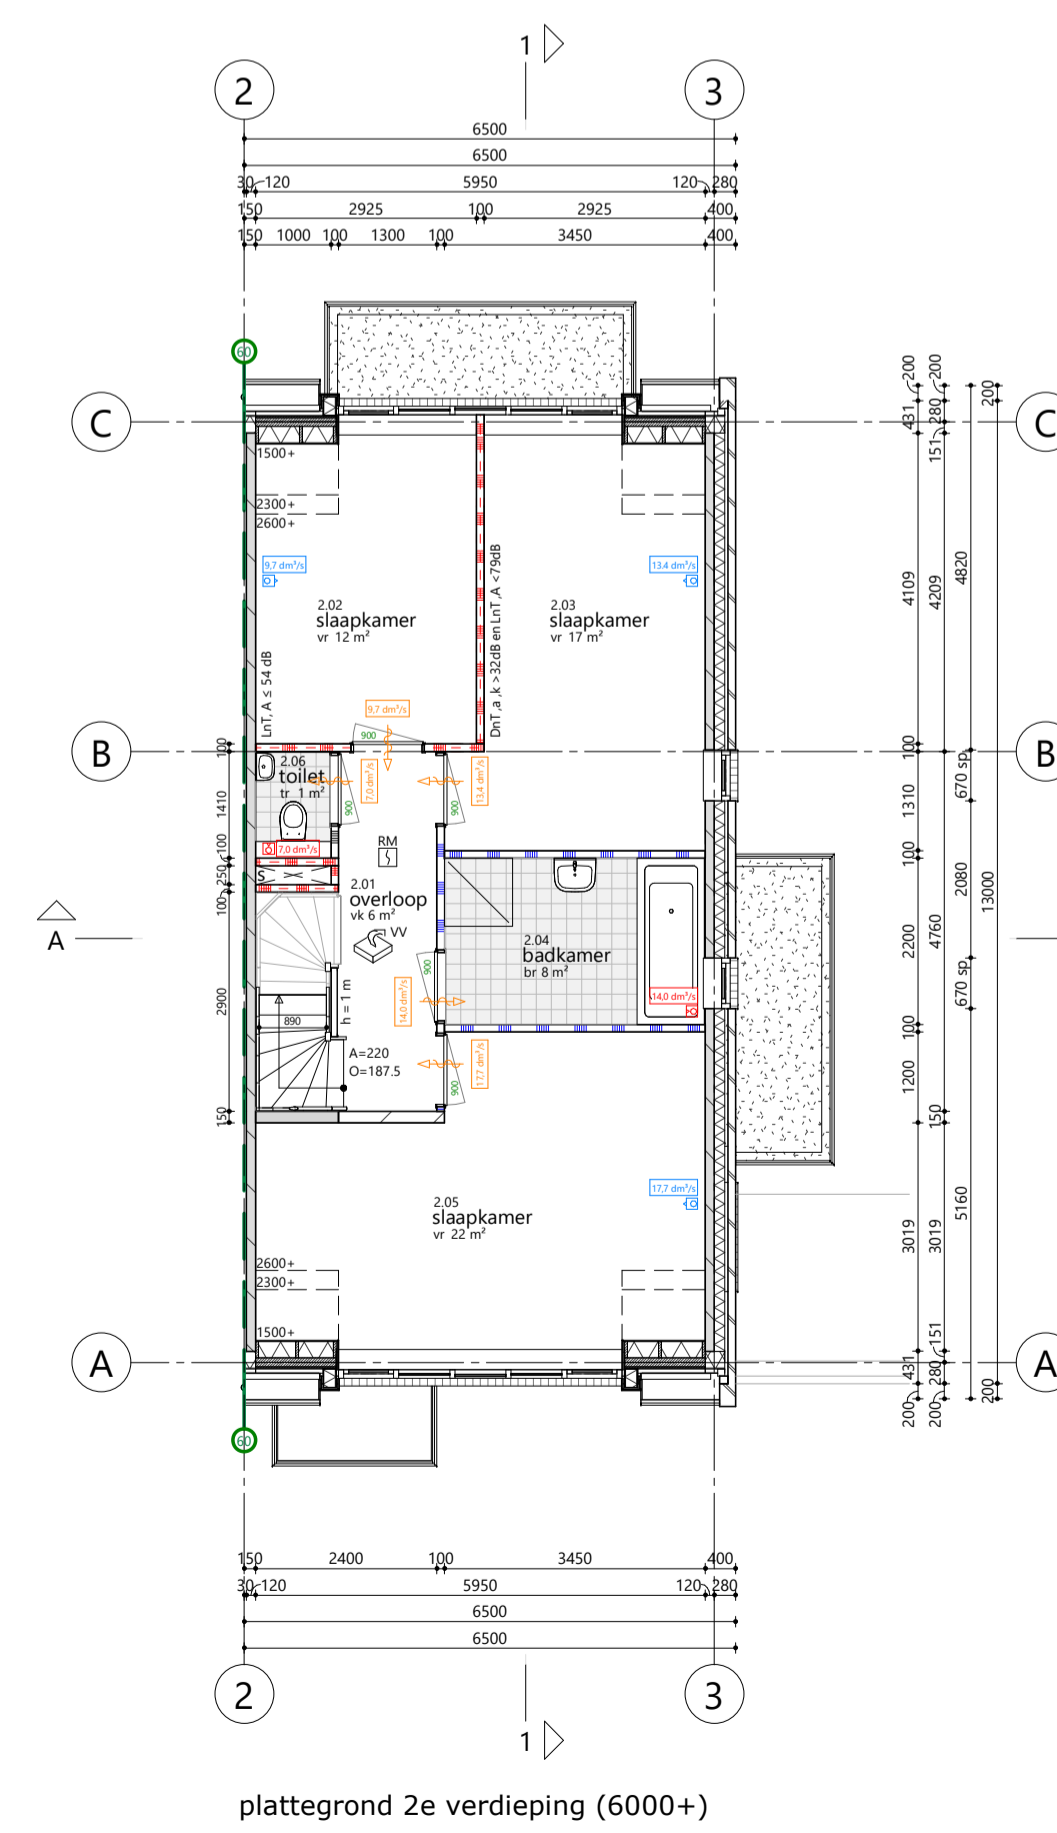 1
2
3
6500
6500
30 120 5950 120 280
150 2925 100 2925 400
150 1000 100 1300 100 3450 400
60
C
C
1500+
2300+
2600+
9,7 dm³/s
13.4 dm³/s
2.02
slaapkamer
vr 12 m²
2.03
slaapkamer
vr 17 m²
LnT,A ≤ 54 dB
DnT,a,k >32dB en LnT,A <79dB
9,7 dm³/s
900
B
B
2.06
toilet
tr 1 m²
7,0 dm³/s
900
13,4 dm³/s
900
7,0 dm³/s
RM
S
2.01
overloop
vk 6 m²
VV
A
2.04
badkamer
br 8 m²
900
14,0 dm³/s
14,0 dm³/s
h = 1 m
890
A=220
O=187.5
17,7 dm³/s
900
2.05
slaapkamer
vr 22 m²
17,7 dm³/s
2600+
2300+
1500+
A
A
60
100
1410
100
250
100
2900
150
200
431
4109
100
1310
100
2200
100
1200
150
3019
431
200
200
280
151
4209
4760
3019
151
280
200
4820
670 sp
2080
670 sp
5160
200
13000
200
150 2400 100 3450 400
30 120 5950 120 280
6500
6500
2
3
1
plattegrond 2e verdieping (6000+)